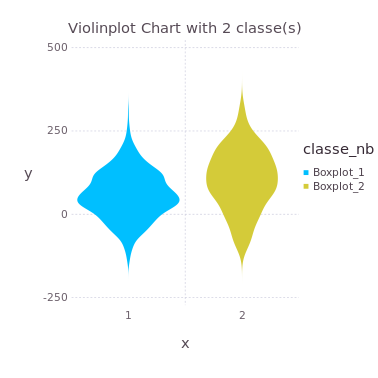 Violinplot Chart with 2 classe(s)
500
250
0
-250
y
1
2
x
classe_nb
Boxplot_1
Boxplot_2